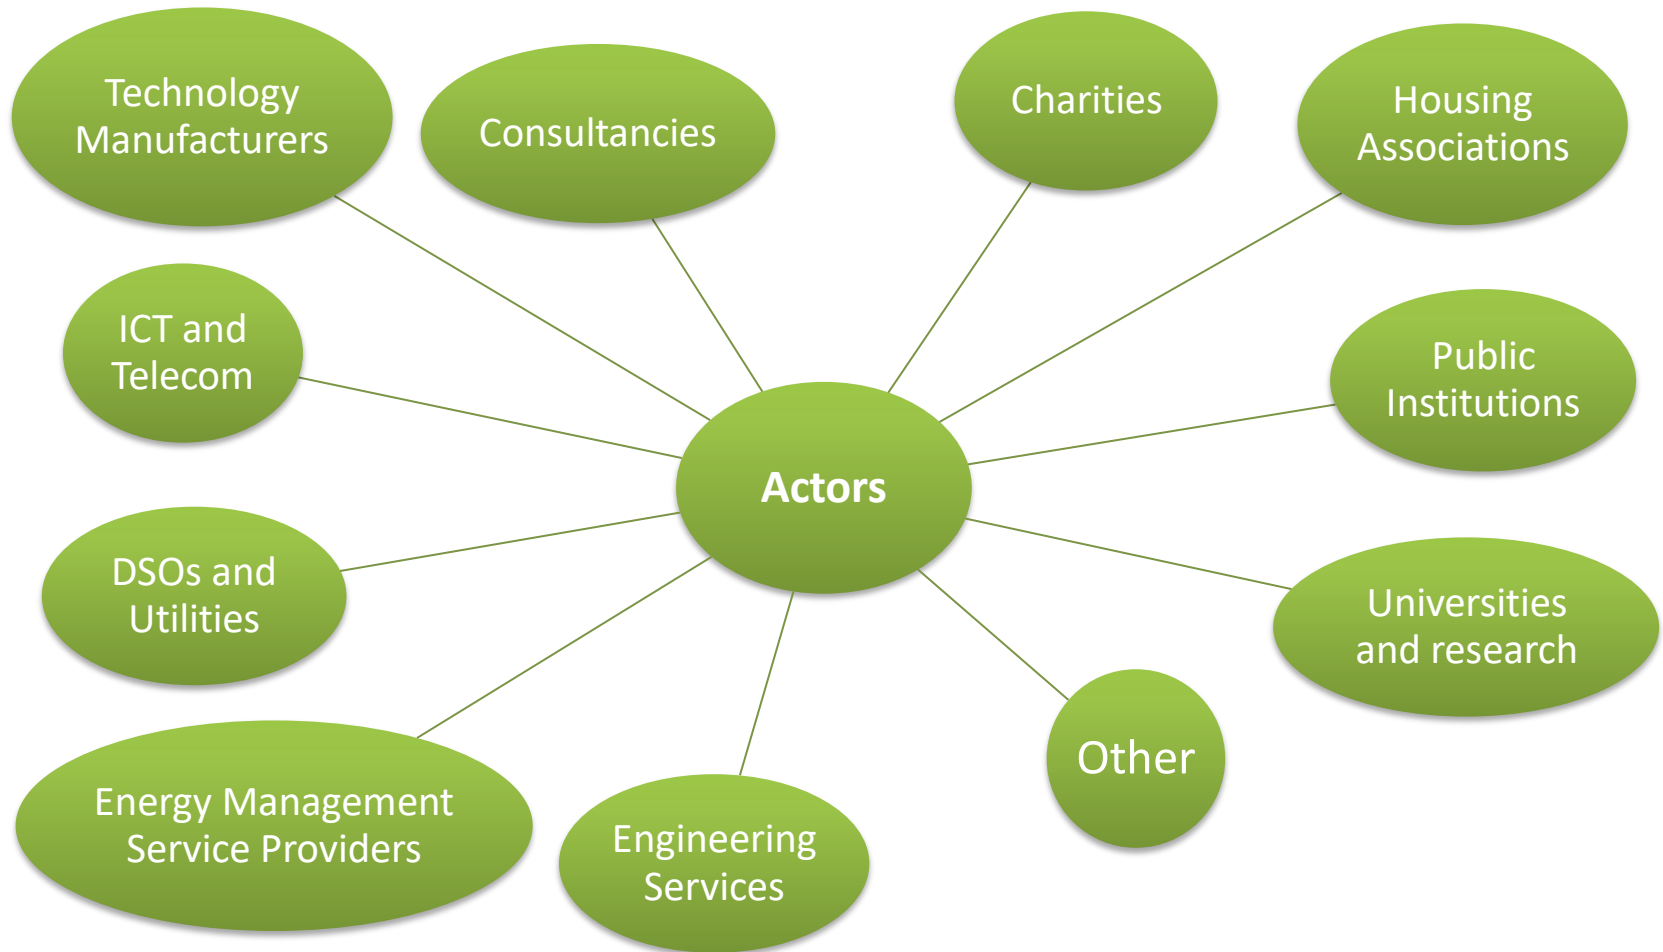 Technology
Manufacturers
Consultancies
Charities
Housing
Associations
ICT and
Telecom
Public
Institutions
Actors
DSOs and
Utilities
Universities
and research
Other
Energy Management
Service Providers
Engineering
Services